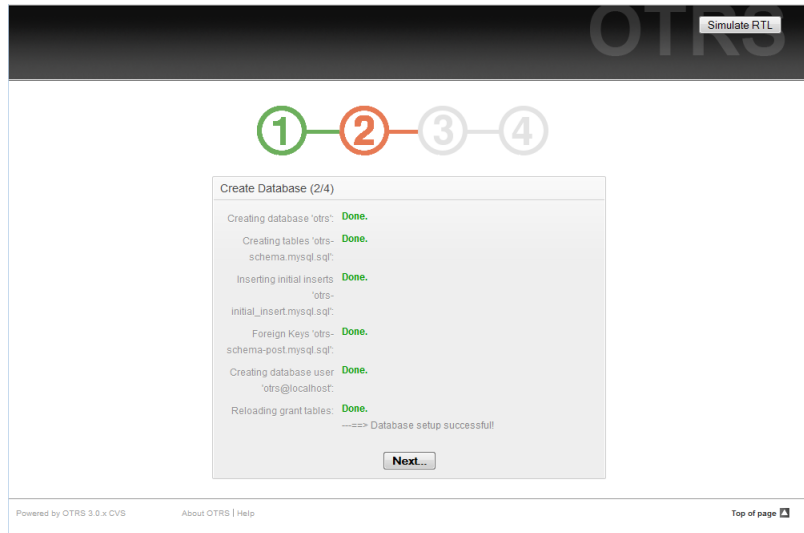 OTRS
Simulate RTL
1 2 3 4
Create Database (2/4)
Creating database 'otrs': Done.
Creating tables 'otrs- Done.
schema.mysql.sql':
Inserting initial inserts Done.
'otrs-
initial_insert.mysql.sql':
Foreign Keys 'otrs- Done.
schema-post.mysql.sql':
Creating database user Done.
'otrs@localhost':
Reloading grant tables: Done.
---==> Database setup successful!
Next...
Powered by OTRS 3.0.x CVS About OTRS | Help Top of page